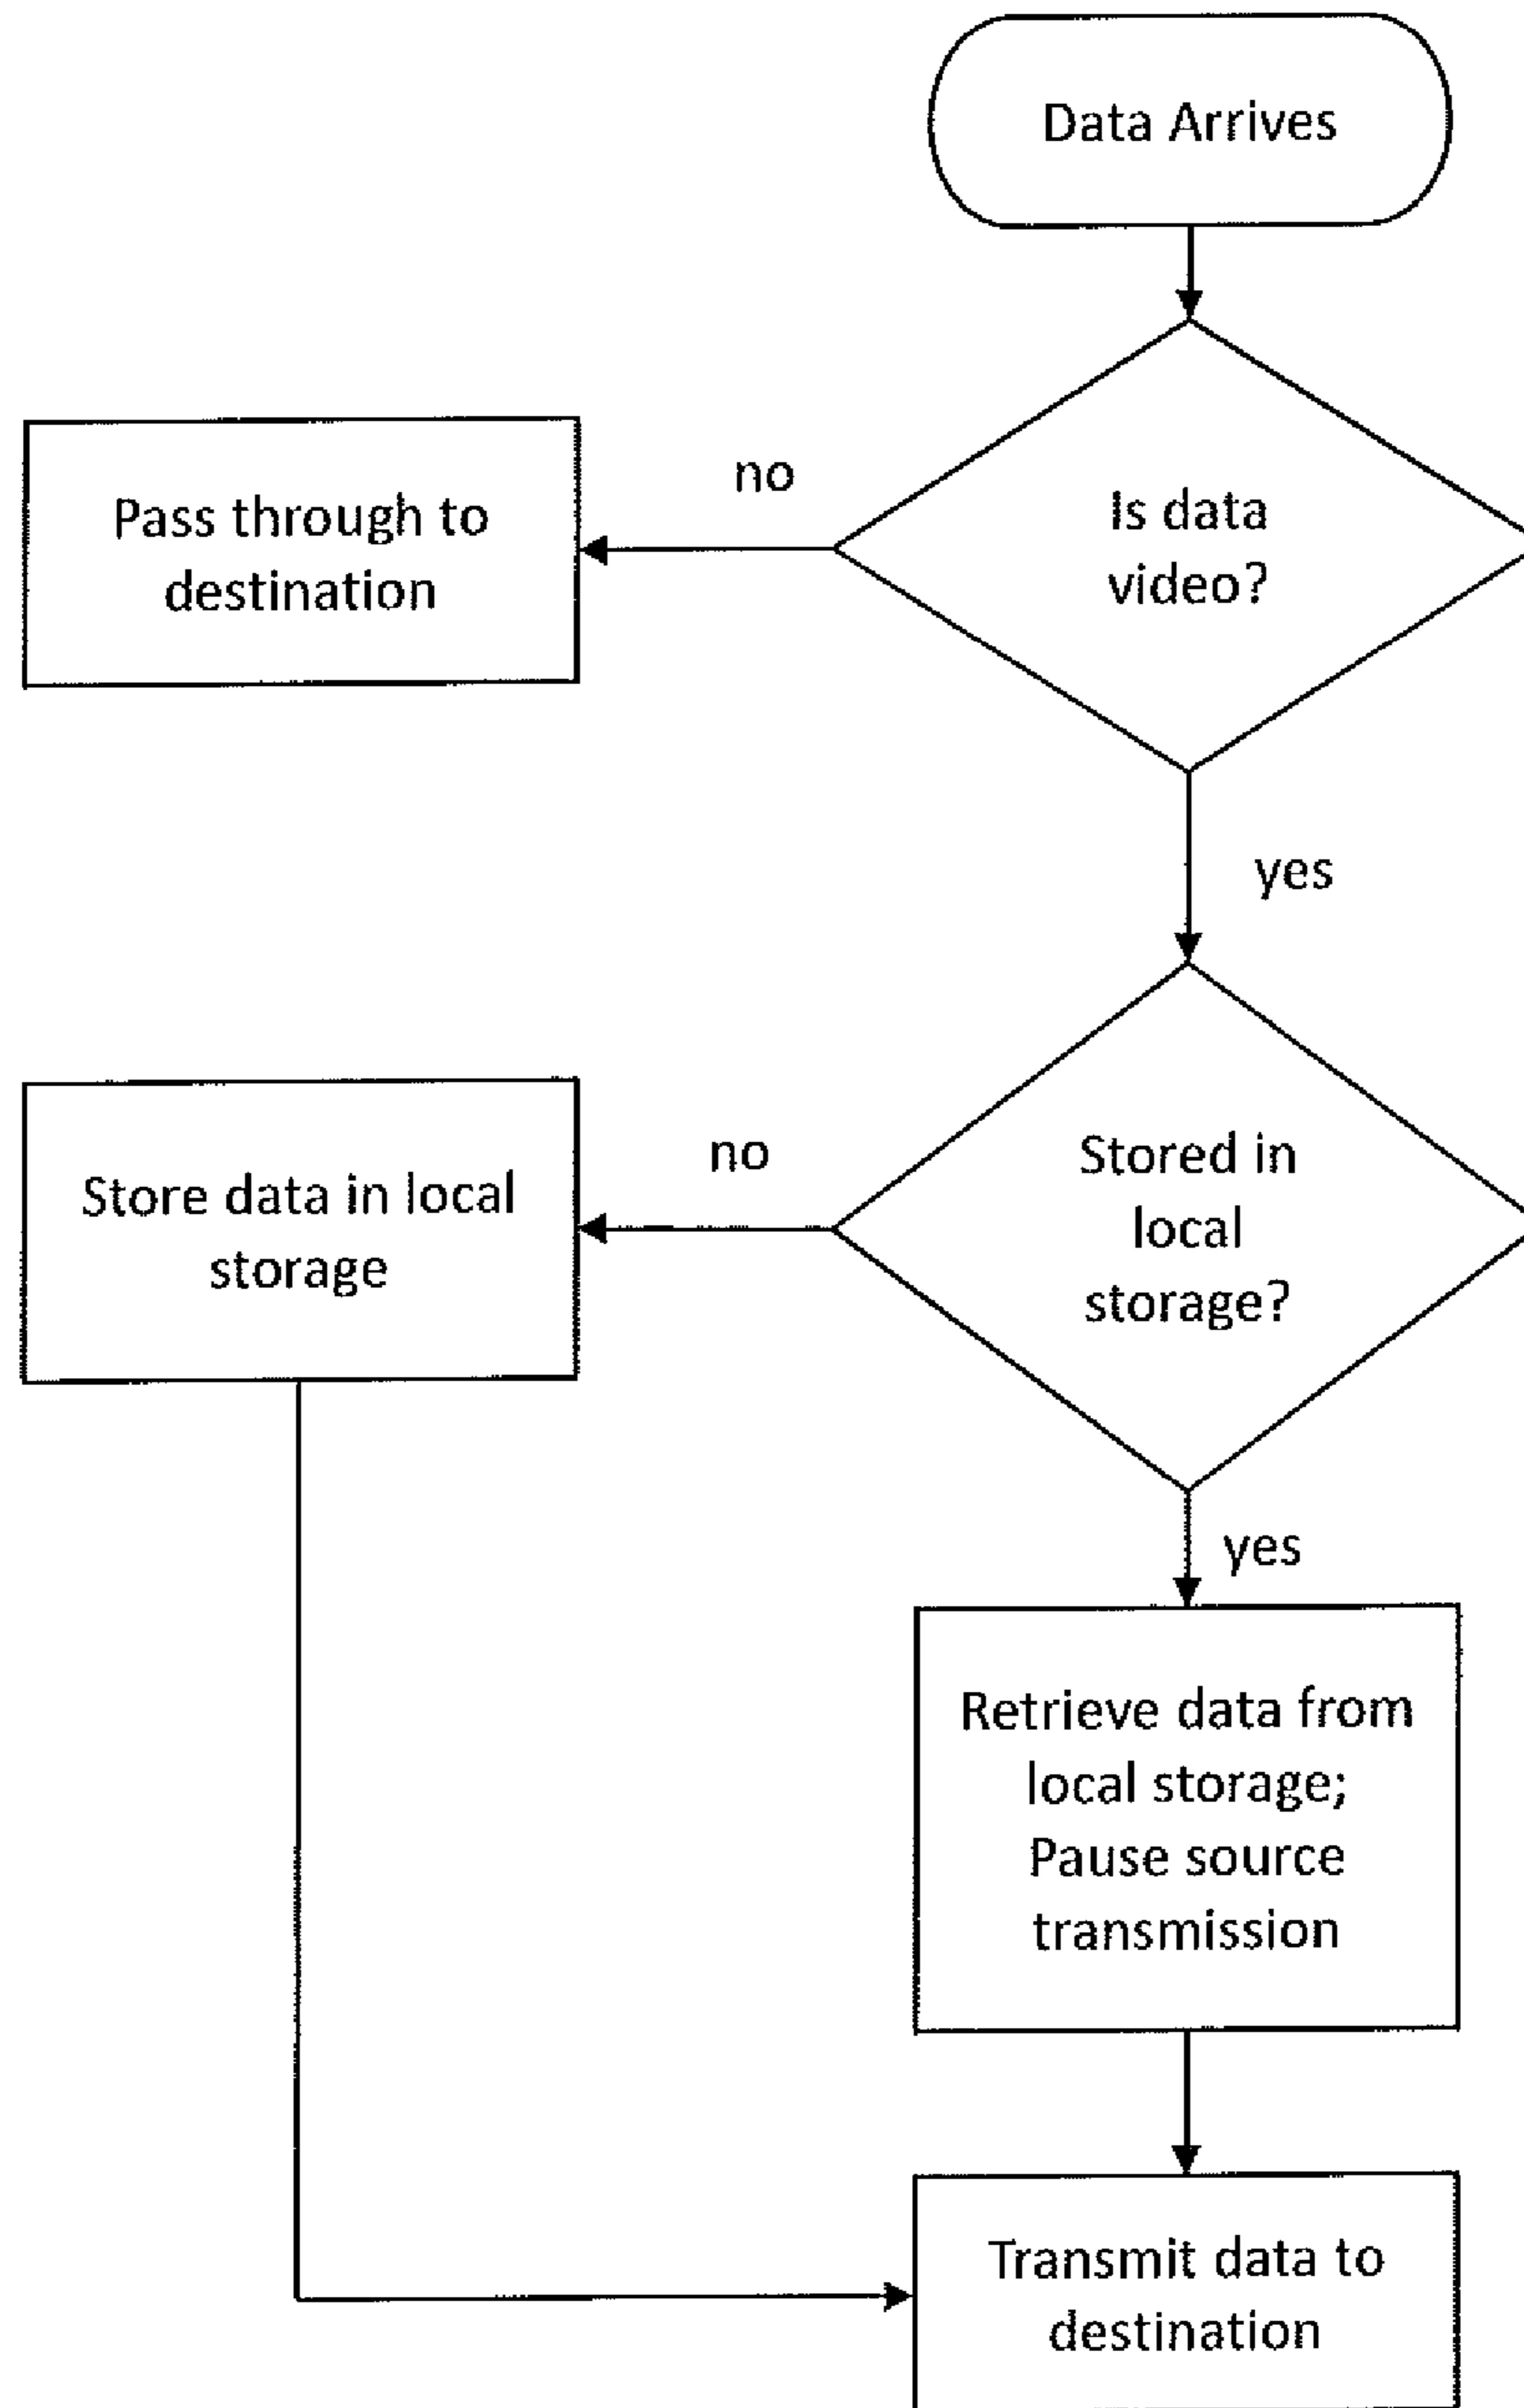 Data Arrives
Is data
video?
no
Pass through to
destination
yes
Stored in
local
storage?
no
Store data in local
storage
yes
Retrieve data from
local storage;
Pause source
transmission
Transmit data to
destination